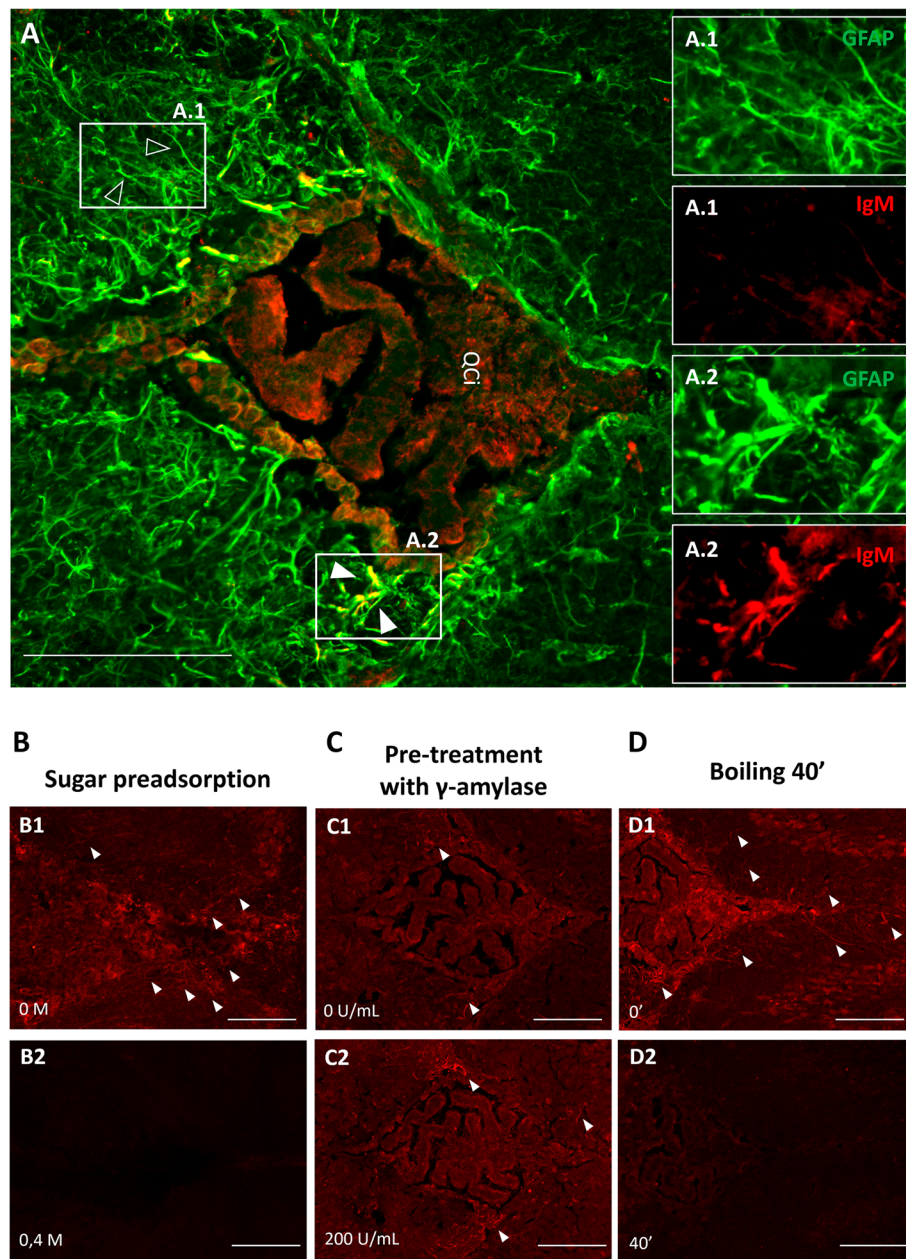 A
A.1
A.2
QCi
A.1 GFAP
A.1 IgM
A.2 GFAP
A.2 IgM
B
Sugar preadsorption
C
Pre-treatment
with γ-amylase
D
Boiling 40’
B1
0 M
C1
0 U/mL
D1
0’
B2
0,4 M
C2
200 U/mL
D2
40’